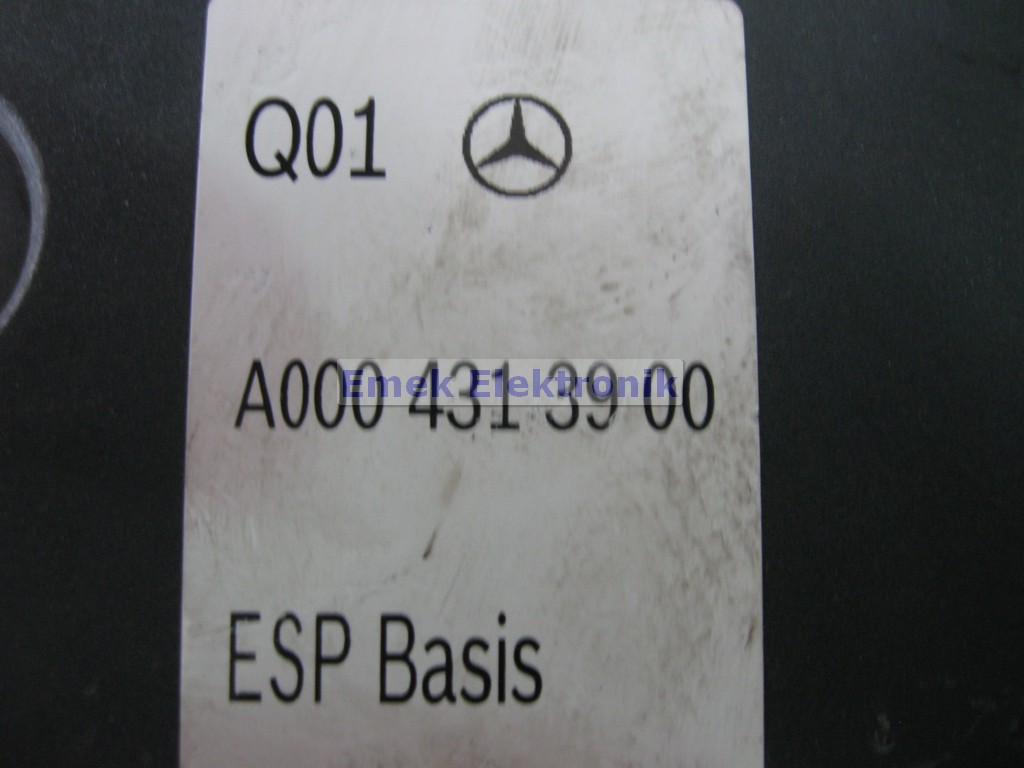 Q01
A000 431 39 00
Emek Elektronik
ESP Basis